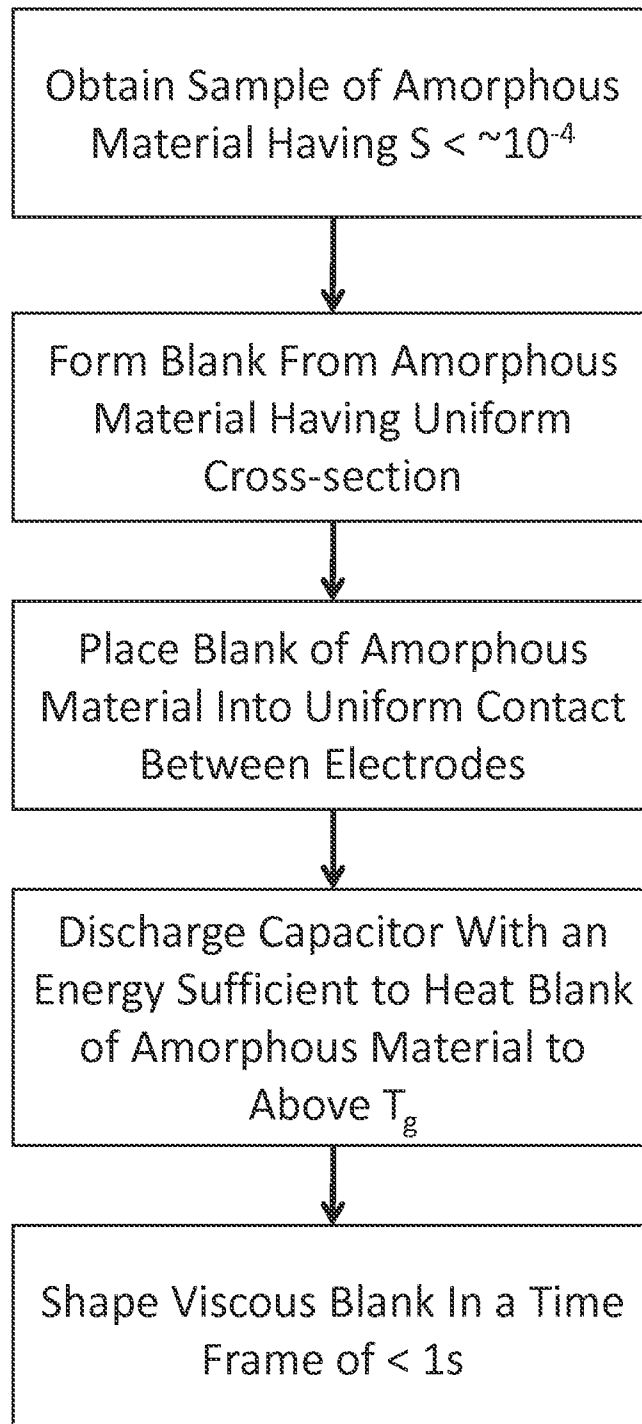 Obtain Sample of Amorphous
Material Having S < ~10⁻⁴
Form Blank From Amorphous
Material Having Uniform
Cross-section
Place Blank of Amorphous
Material Into Uniform Contact
Between Electrodes
Discharge Capacitor With an
Energy Sufficient to Heat Blank
of Amorphous Material to
Above Tg
Shape Viscous Blank In a Time
Frame of < 1s